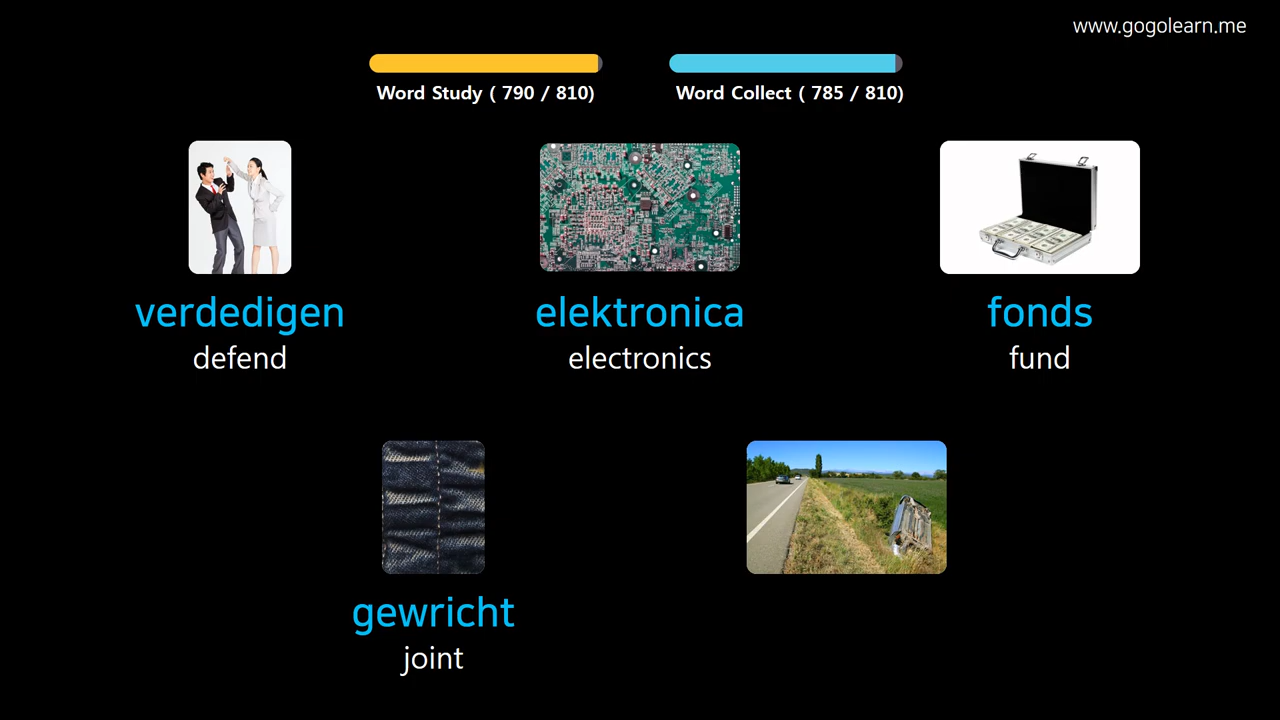 www.gogolearn.me
Word Study ( 790 / 810)
Word Collect ( 785 / 810)
verdedigen
defend
elektronica
electronics
fonds
fund
gewricht
joint